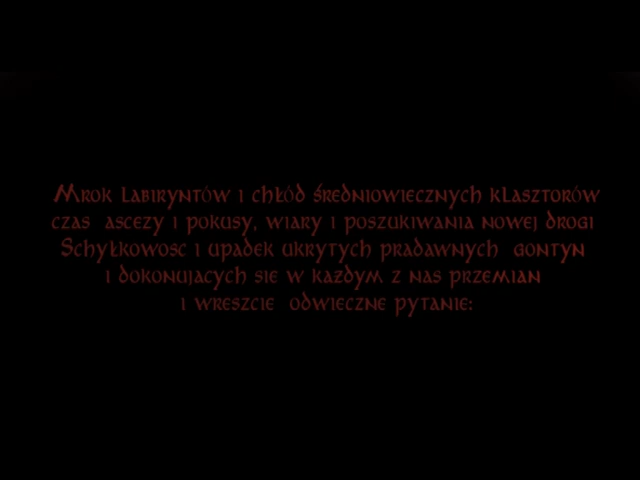 Mrok labiryntów i chłód średniowiecznych klasztorów
czas ascezy i pokusy, wiary i poszukiwania nowej drogi
Schyłkowosc i upadek ukrytych pradawnych gontyn
i dokonujacych sie w każdym z nas przemian
i wreszcie odwieczne pytanie: